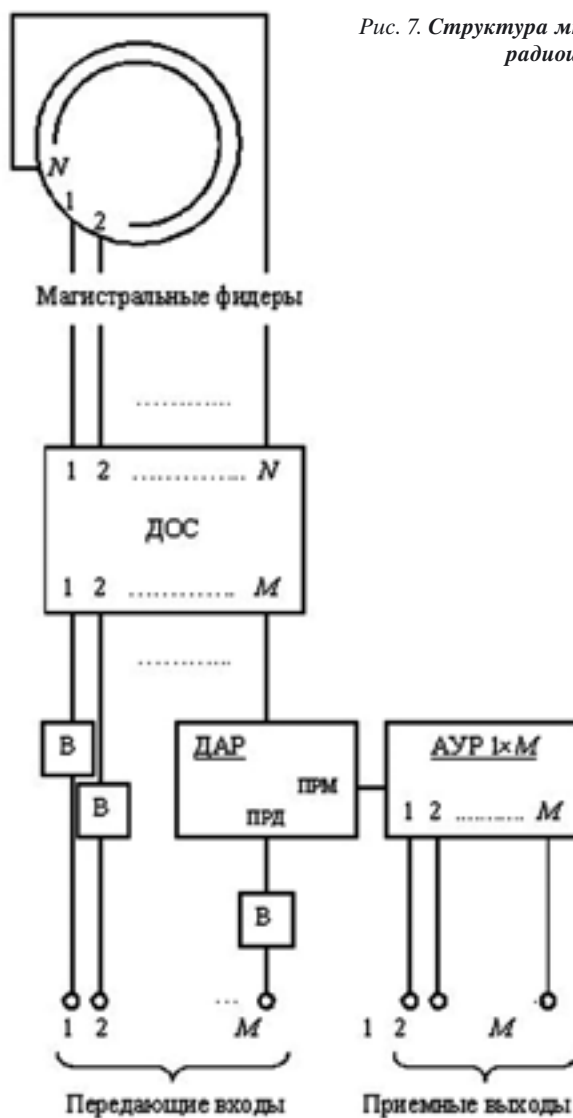 Рис. 7. Структура
N
1
2
Магистральные фидеры
............
1 2 .............. N
ДОС
1 2 ............. M
............
В
В
ДАР
ПРМ
ПРД
АУР 1×M
1 2 ........... M
В
1 2 ... M
1 2 M
Передающие входы
Приемные выходы